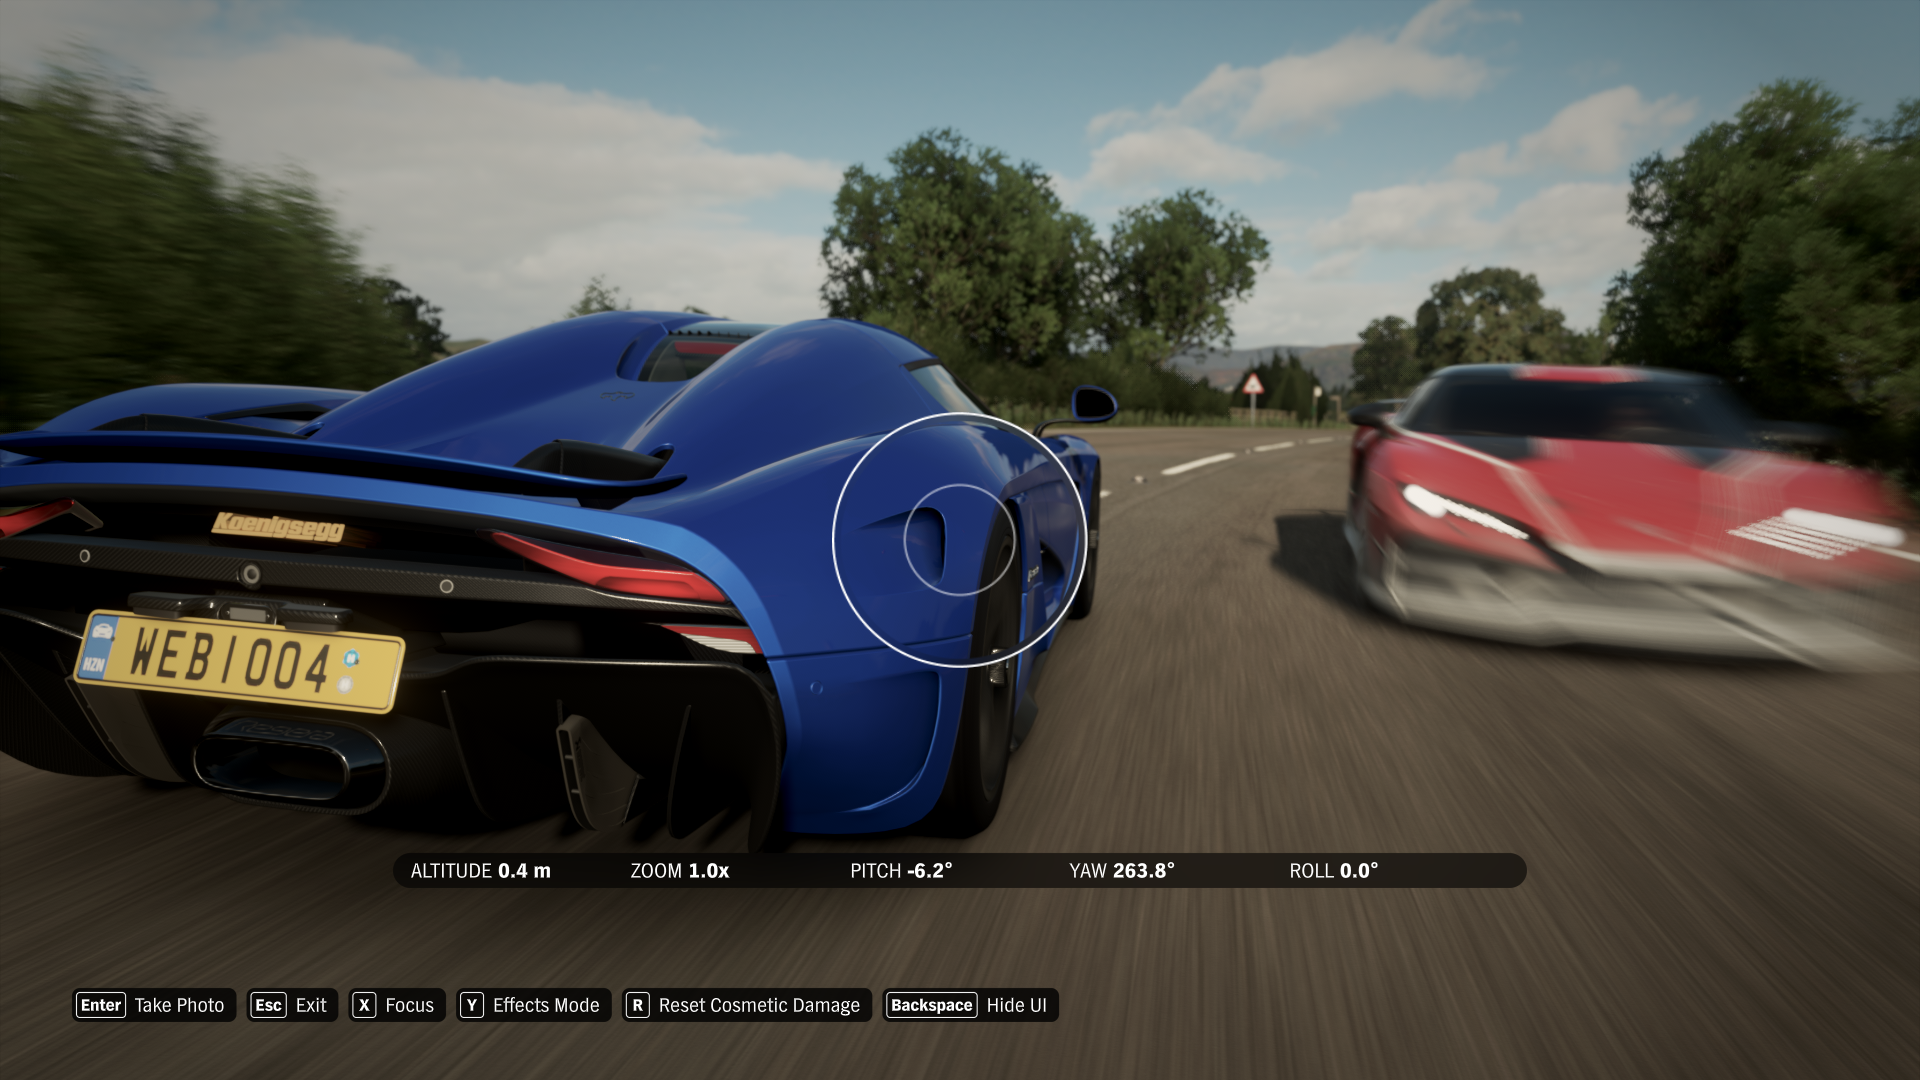 Koenigsegg
HZN WEB1004
Regera
ALTITUDE 0.4 m ZOOM 1.0x PITCH -6.2° YAW 263.8° ROLL 0.0°
Enter Take Photo Esc Exit X Focus Y Effects Mode R Reset Cosmetic Damage Backspace Hide UI